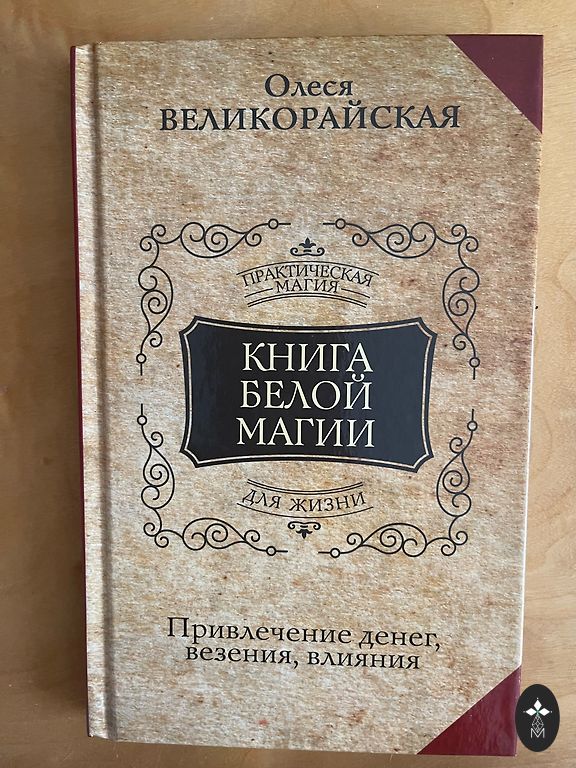 Олеся
ВЕЛИКОРАЙСКАЯ
ПРАКТИЧЕСКАЯ
МАГИЯ
КНИГА
БЕЛОЙ
МАГИИ
ДЛЯ ЖИЗНИ
Привлечение денег,
везения, влияния